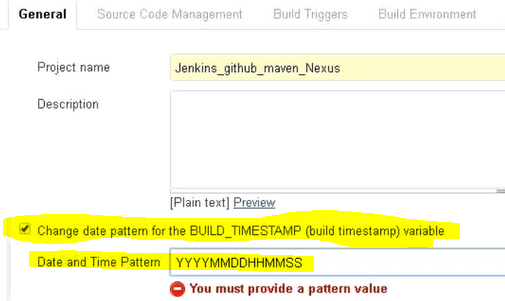 General Source Code Management Build Triggers Build Environment
Project name Jenkins_github_maven_Nexus
Description
[Plain text] Preview
Change date pattern for the BUILD_TIMESTAMP (build timestamp) variable
Date and Time Pattern YYYYMMDDHHMMSS
You must provide a pattern value